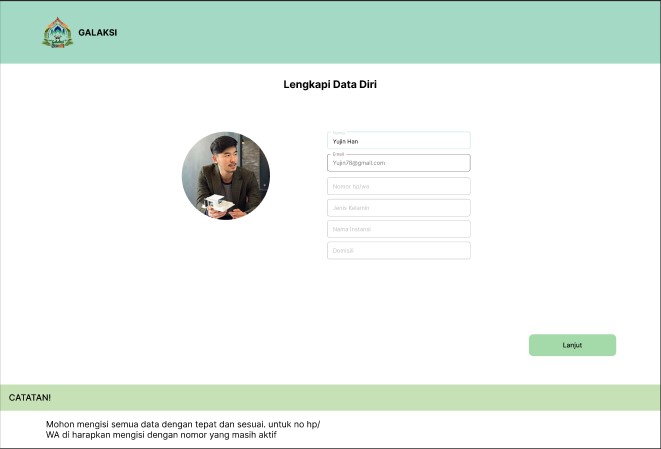 GALAKSI
Lengkapi Data Diri
Yujin Han
Email
Yujin78@gmail.com
Nomor hp/wa
Jenis Kelamin
Nama Instansi
Domisili
Lanjut
CATATAN!
Mohon mengisi semua data dengan tepat dan sesuai. untuk no hp/
WA di harapkan mengisi dengan nomor yang masih aktif